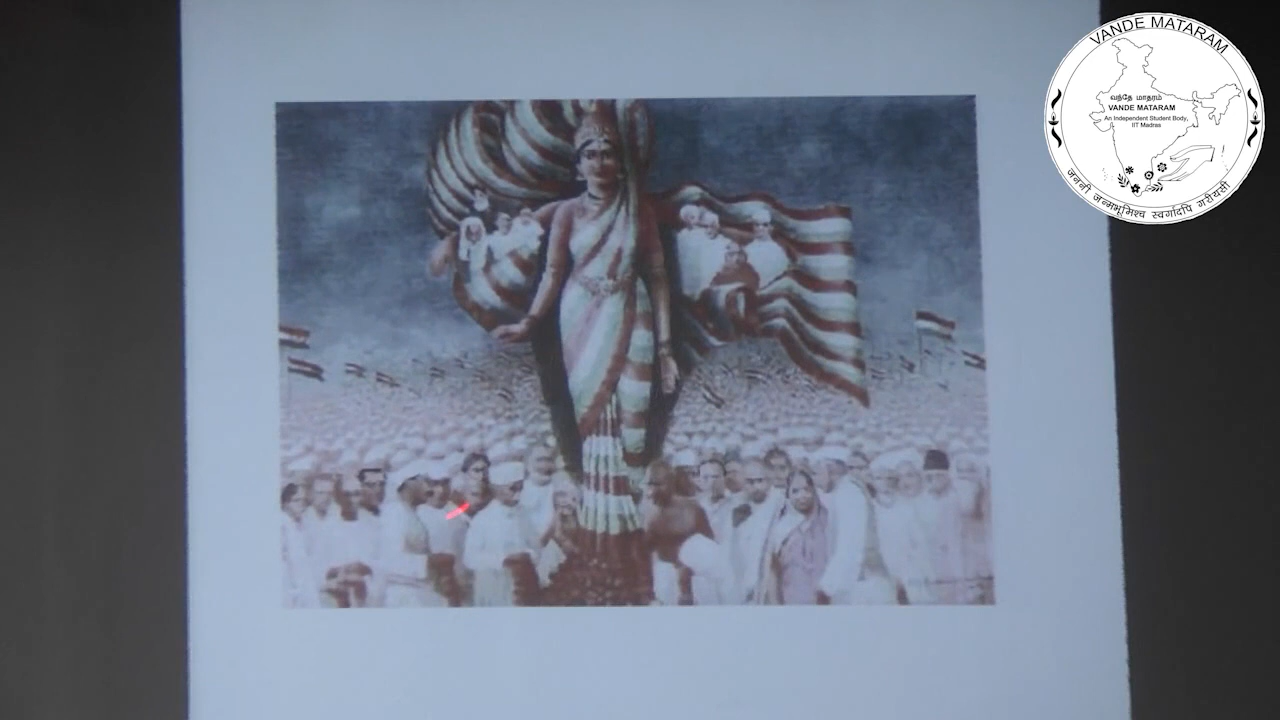 VANDE MATARAM
வந்தே மாதரம்
VANDE MATARAM
An Independent Student Body,
IIT Madras
जननी जन्मभूमिश्च स्वर्गादपि गरीयसी